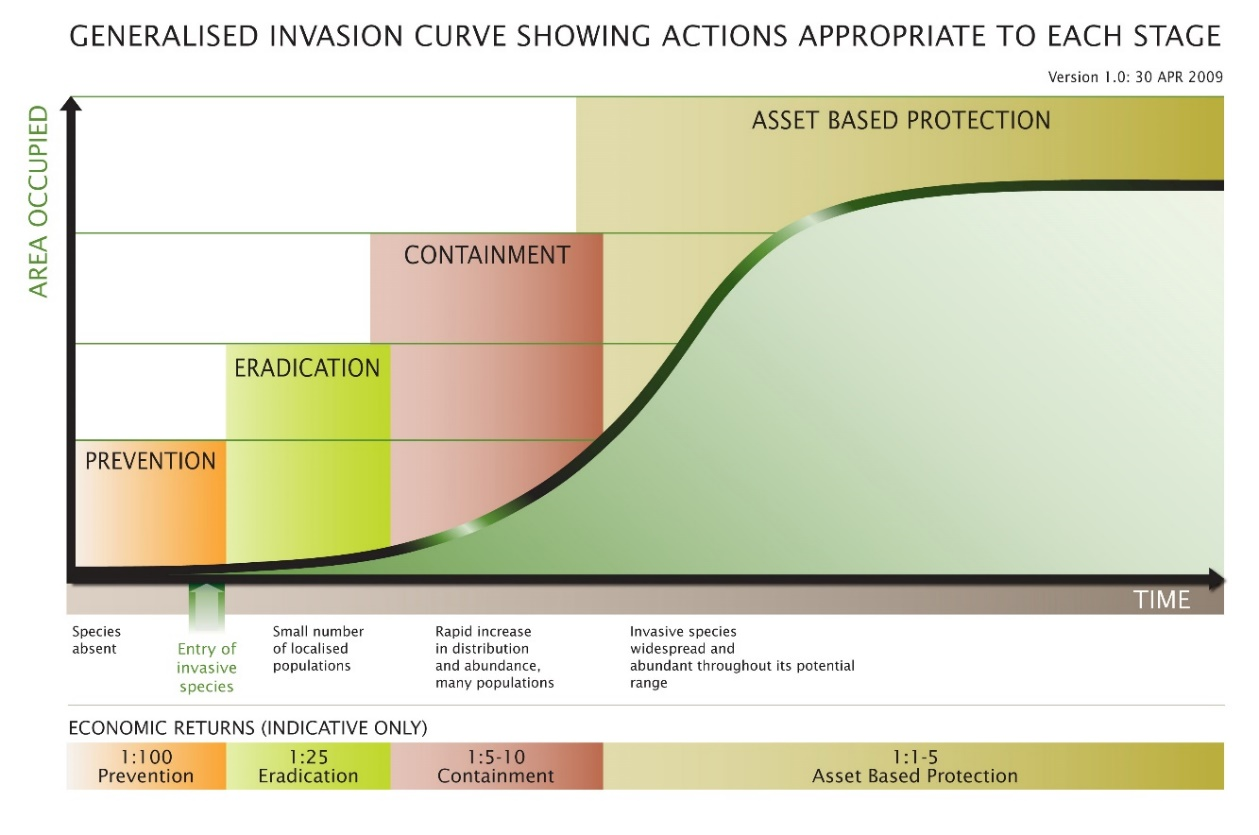 GENERALISED INVASION CURVE SHOWING ACTIONS APPROPRIATE TO EACH STAGE
Version 1.0: 30 APR 2009
AREA OCCUPIED
ASSET BASED PROTECTION
CONTAINMENT
ERADICATION
PREVENTION
TIME
Species
absent
Entry of
invasive
species
Small number
of localised
populations
Rapid increase
in distribution
and abundance,
many populations
Invasive species
widespread and
abundant throughout its potential
range
ECONOMIC RETURNS (INDICATIVE ONLY)
1:100
Prevention
1:25
Eradication
1:5-10
Containment
1:1-5
Asset Based Protection